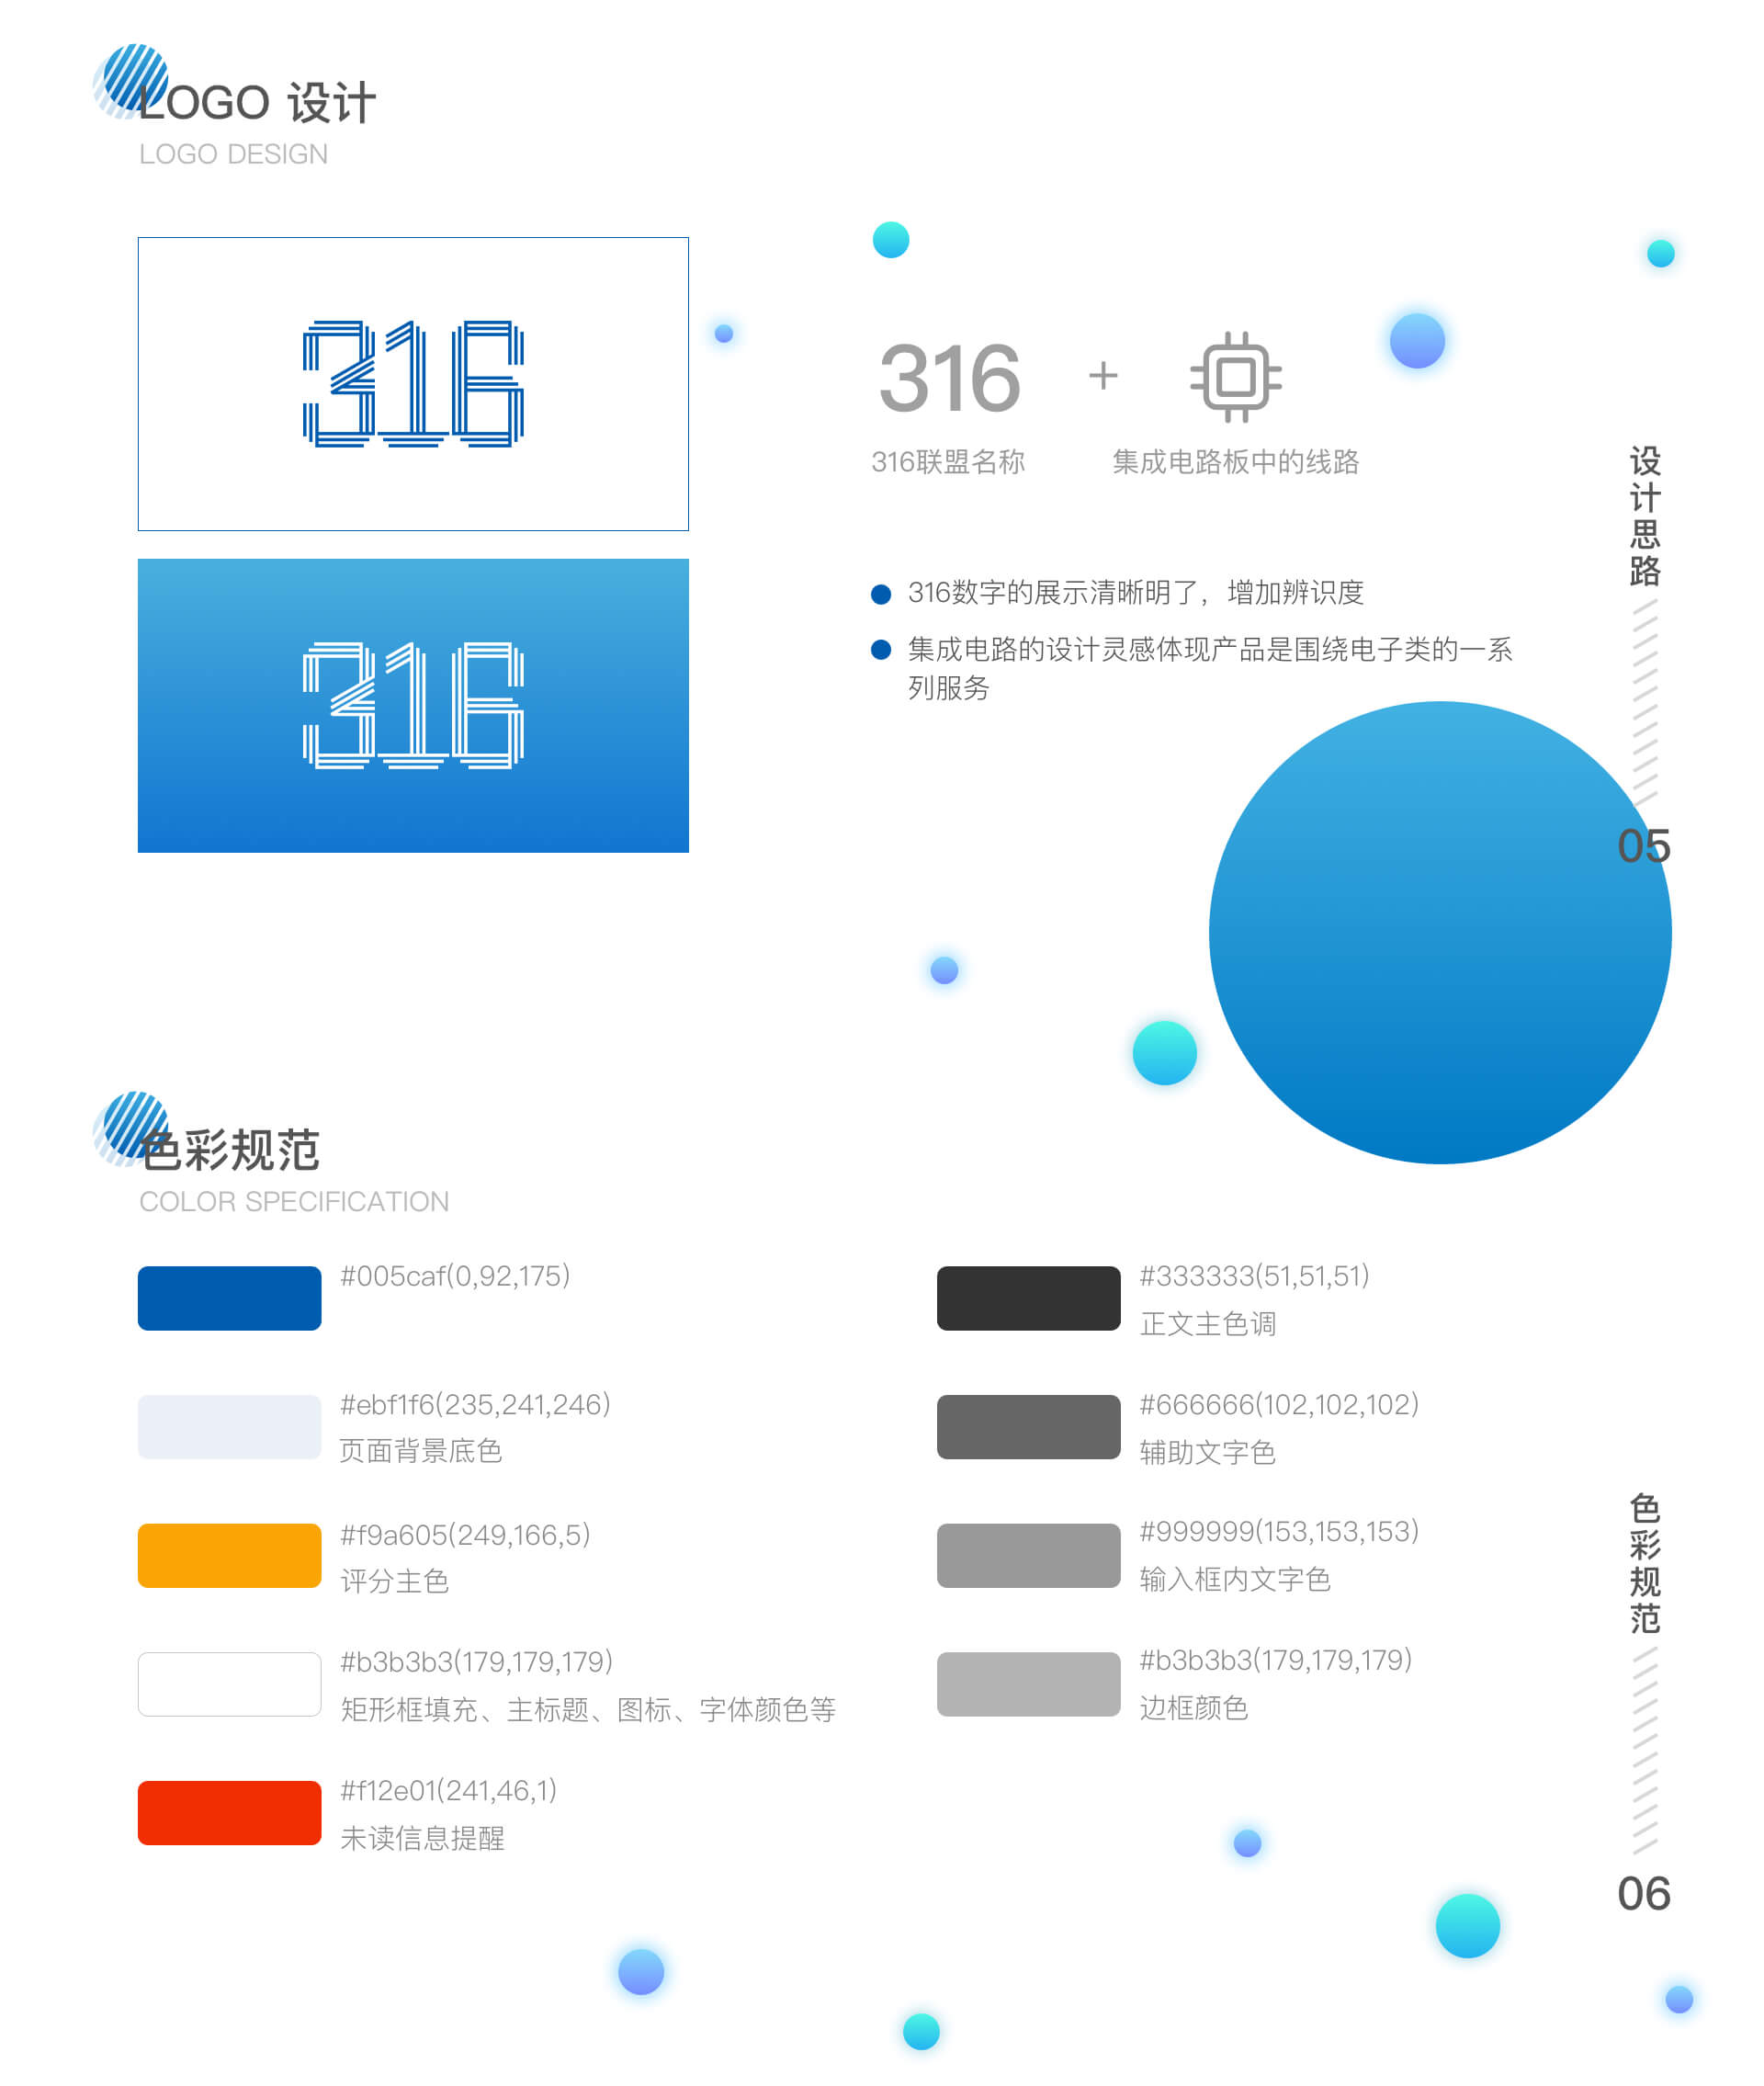 LOGO 设计
LOGO DESIGN
316
316
316
+
316联盟名称
集成电路板中的线路
316数字的展示清晰明了，增加辨识度
集成电路的设计灵感体现产品是围绕电子类的一系
列服务
设计思路
05
色彩规范
COLOR SPECIFICATION
#005caf(0,92,175)
#ebf1f6(235,241,246)
页面背景底色
#f9a605(249,166,5)
评分主色
#b3b3b3(179,179,179)
矩形框填充、主标题、图标、字体颜色等
#f12e01(241,46,1)
未读信息提醒
#333333(51,51,51)
正文主色调
#666666(102,102,102)
辅助文字色
#999999(153,153,153)
输入框内文字色
#b3b3b3(179,179,179)
边框颜色
色彩规范
06